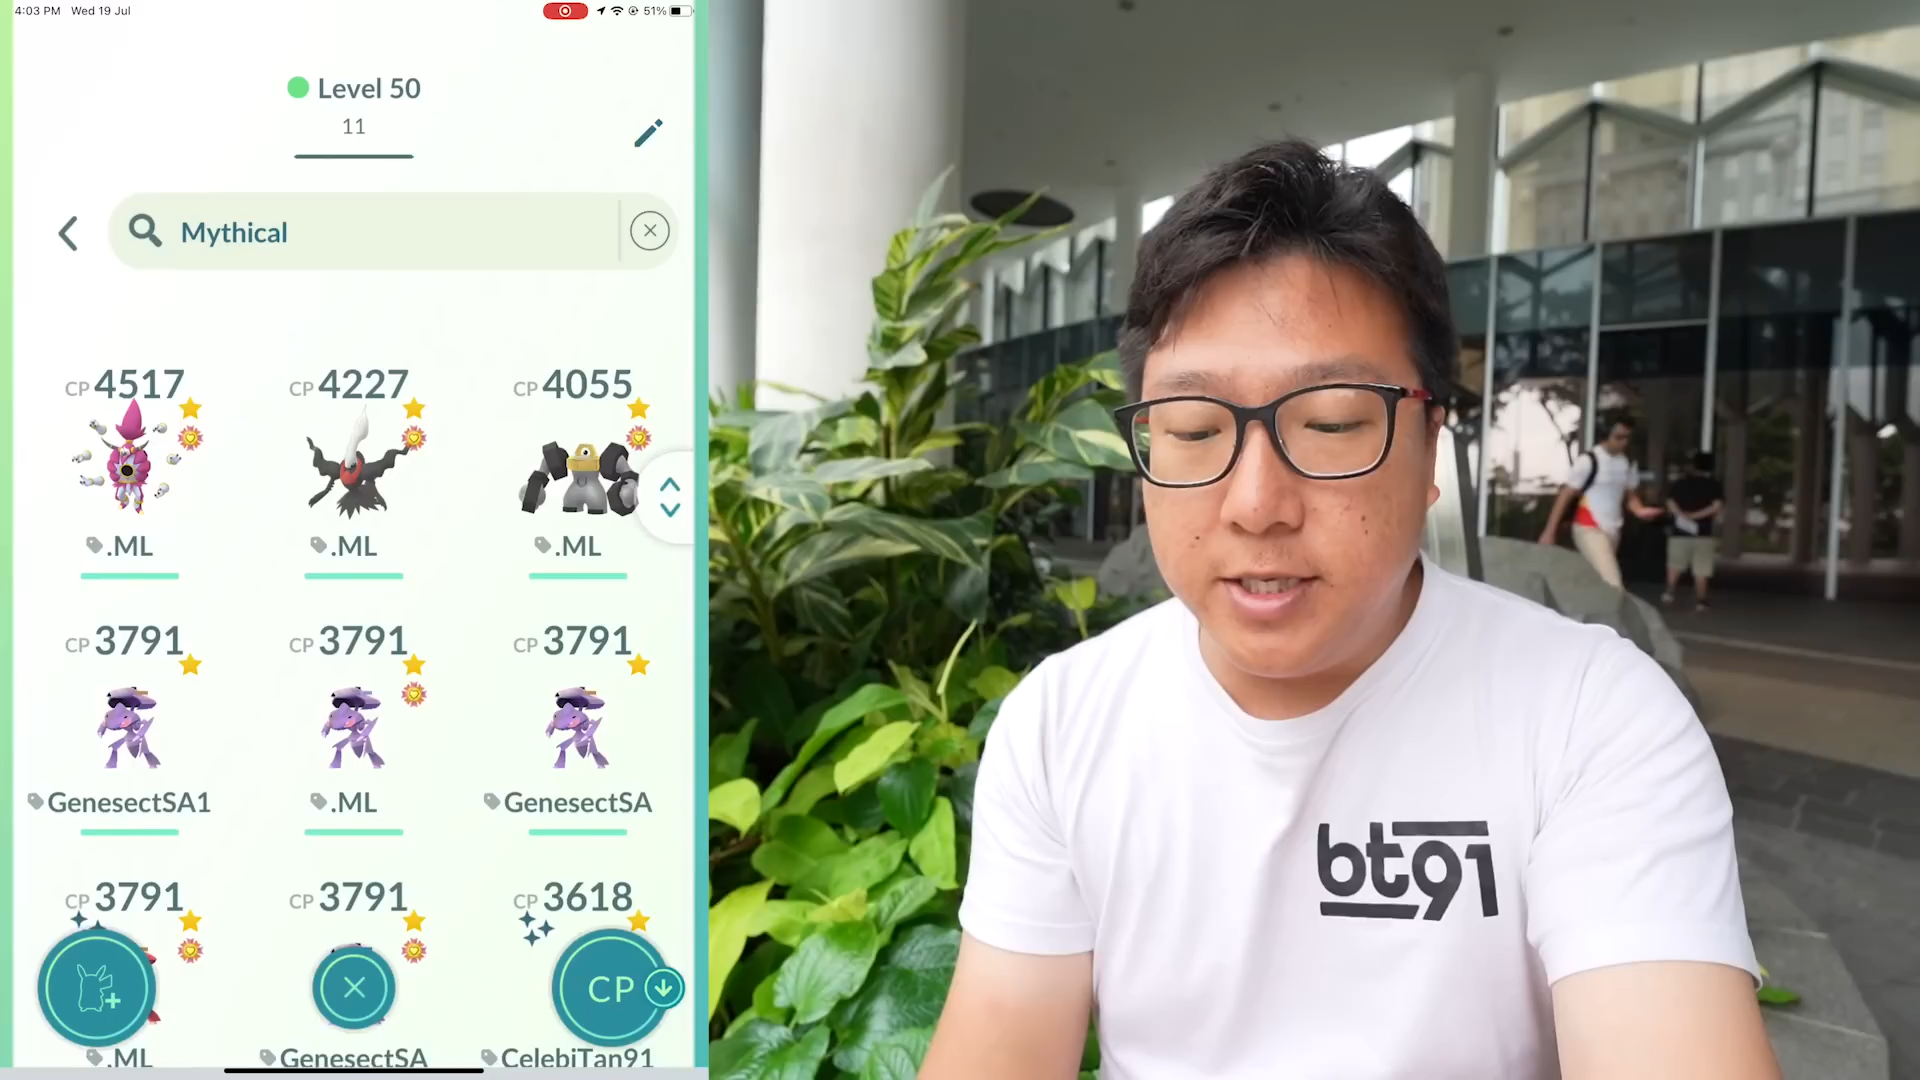 4:03 PM Wed 19 Jul
51%
Level 50
11
Mythical
CP 4517
CP 4227
CP 4055
.ML
.ML
.ML
CP 3791
CP 3791
CP 3791
GenesectSA1
.ML
GenesectSA
CP 3791
CP 3791
CP 3618
CP
.ML
GenesectSA
CelebiTan91
bt91